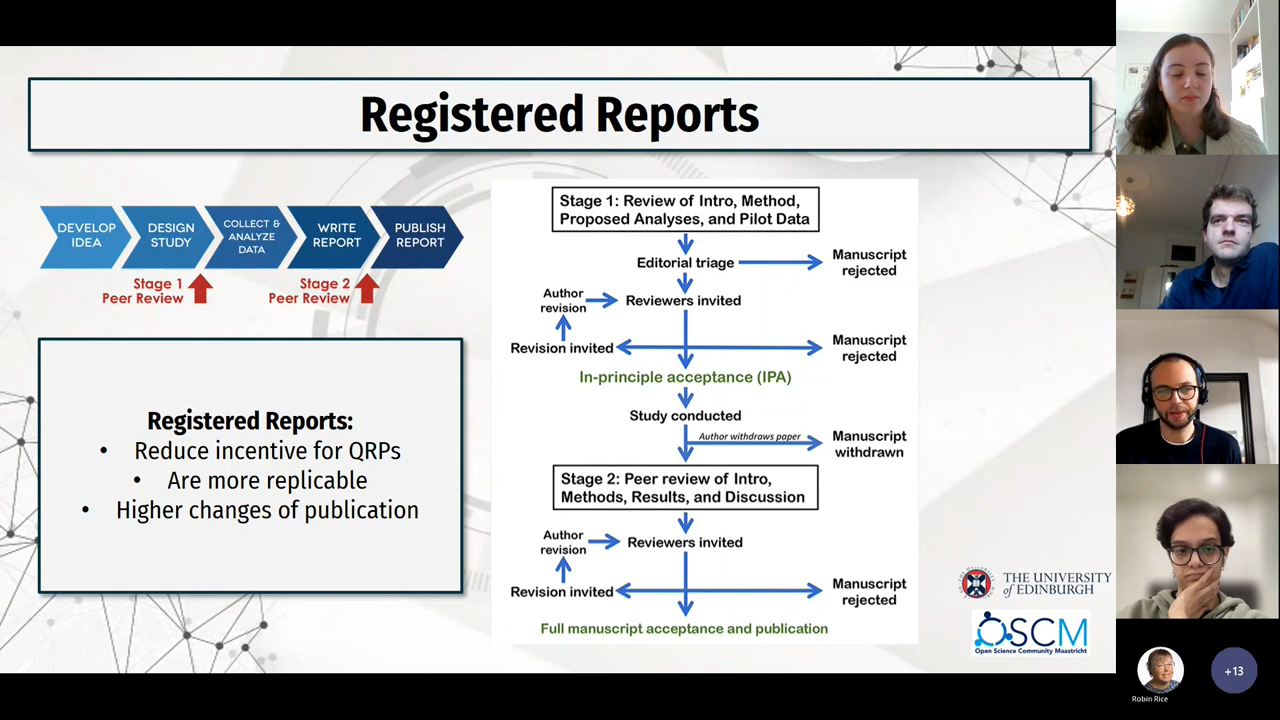 Registered Reports
DEVELOP
IDEA
DESIGN
STUDY
COLLECT &
ANALYZE
DATA
WRITE
REPORT
PUBLISH
REPORT
Stage 1
Peer Review
Stage 2
Peer Review
Registered Reports:
• Reduce incentive for QRPs
• Are more replicable
• Higher changes of publication
Stage 1: Review of Intro, Method,
Proposed Analyses, and Pilot Data
Editorial triage
Manuscript
rejected
Author
revision
Reviewers invited
Revision invited
Manuscript
rejected
In-principle acceptance (IPA)
Study conducted
Author withdraws paper
Manuscript
withdrawn
Stage 2: Peer review of Intro,
Methods, Results, and Discussion
Author
revision
Reviewers invited
Revision invited
Manuscript
rejected
Full manuscript acceptance and publication
THE UNIVERSITY
of EDINBURGH
OSCM
Open Science Community Maastricht
Robin Rice
+13